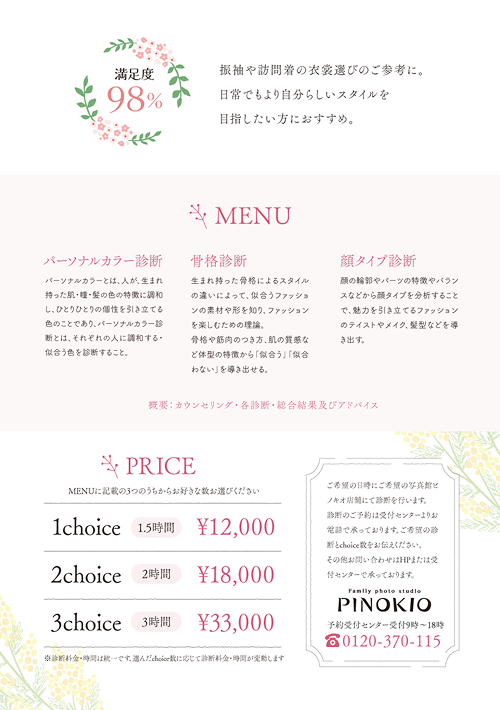 満足度
98%
振袖や訪問着の衣裳選びのご参考に。
日常でもより自分らしいスタイルを
目指したい方におすすめ。
MENU
パーソナルカラー診断
パーソナルカラーとは、人が、生まれ
持った肌・瞳・髪の色の特徴に調和
し、ひとりひとりの個性を引き立てる
色のことであり、パーソナルカラー診
断とは、それぞれの人に調和する・
似合う色を診断すること。
骨格診断
生まれ持った骨格によるスタイル
の違いによって、似合うファッショ
ンの素材や形を知り、ファッション
を楽しむための理論。
骨格や筋肉のつき方、肌の質感な
ど体型の特徴から「似合う」「似合
わない」を導き出せる。
顔タイプ診断
顔の輪郭やパーツの特徴やバラン
スなどから顔タイプを分析すること
で、魅力を引き立てるファッション
のテイストやメイク、髪型などを導
き出す。
概要：カウンセリング・各診断・総合結果及びアドバイス
PRICE
MENUに記載の3つのうちからお好きな数お選びください
1choice 1.5時間 ¥12,000
2choice 2時間 ¥18,000
3choice 3時間 ¥33,000
※診断料金・時間は統一です。選んだchoice数に応じて診断料金・時間が変動します
ご希望の日時にご希望の写真館ピ
ノキオ店舗にて診断を行います。
診断のご予約は受付センターよりお
電話で承っております。ご希望の診
断とchoice数をお伝えください。
その他お問い合わせはHPまたは受
付センターで承っております。
Family photo studio
PINOKIO
予約受付センター受付9時〜18時
☎0120-370-115